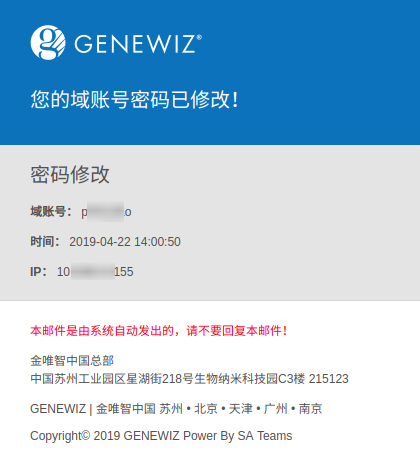 GENEWIZ®
您的域账号密码已修改！
密码修改
域账号： p o
时间： 2019-04-22 14:00:50
IP： 10 155
本邮件是由系统自动发出的，请不要回复本邮件！
金唯智中国总部
中国苏州工业园区星湖街218号生物纳米科技园C3楼 215123
GENEWIZ | 金唯智中国 苏州 • 北京 • 天津 • 广州 • 南京
Copyright© 2019 GENEWIZ Power By SA Teams